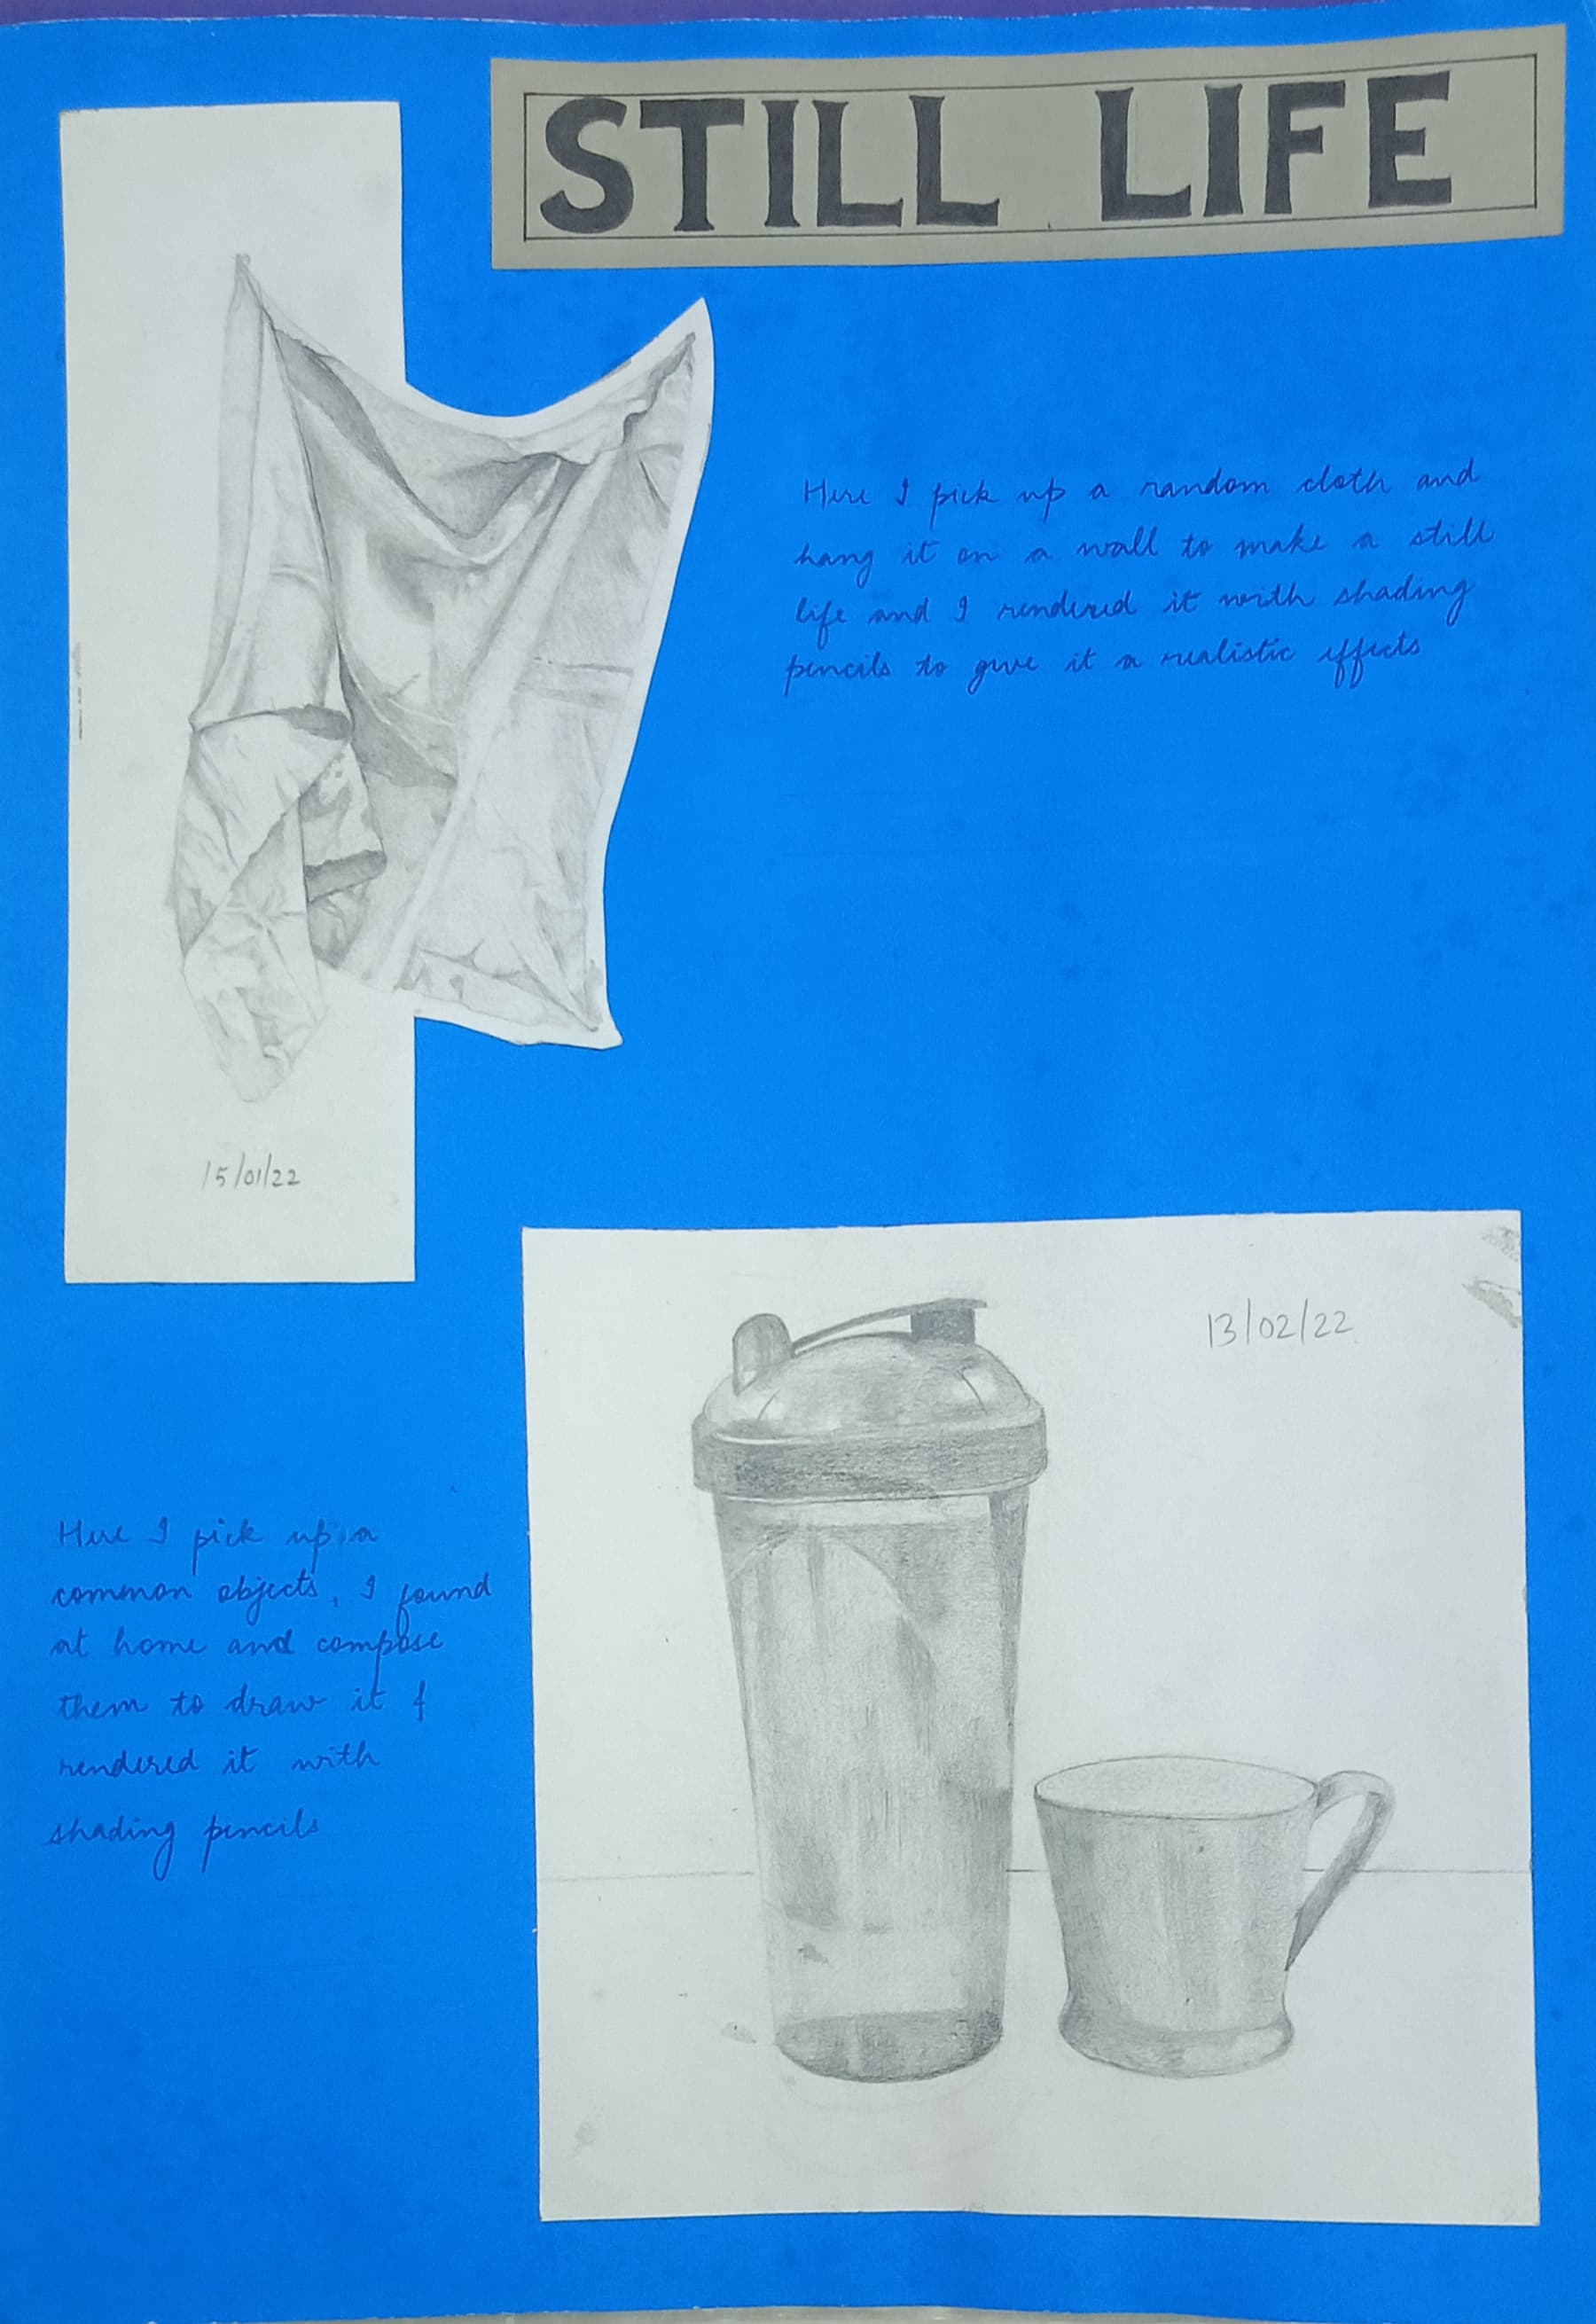 STILL LIFE
Here I pick up a random cloth and
hang it on a wall to make a still
life and I rendered it with shading
pencils to give it a realistic effects
15/01/22
13/02/22
Here I pick up a
common objects, I found
at home and compose
them to draw it &
rendered it with
shading pencils